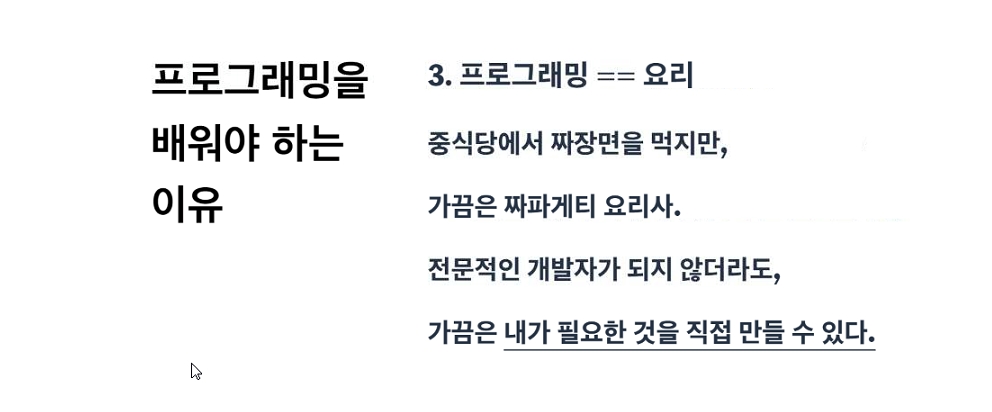 프로그래밍을
배워야 하는
이유
3. 프로그래밍 == 요리
중식당에서 짜장면을 먹지만,
가끔은 짜파게티 요리사.
전문적인 개발자가 되지 않더라도,
가끔은 내가 필요한 것을 직접 만들 수 있다.